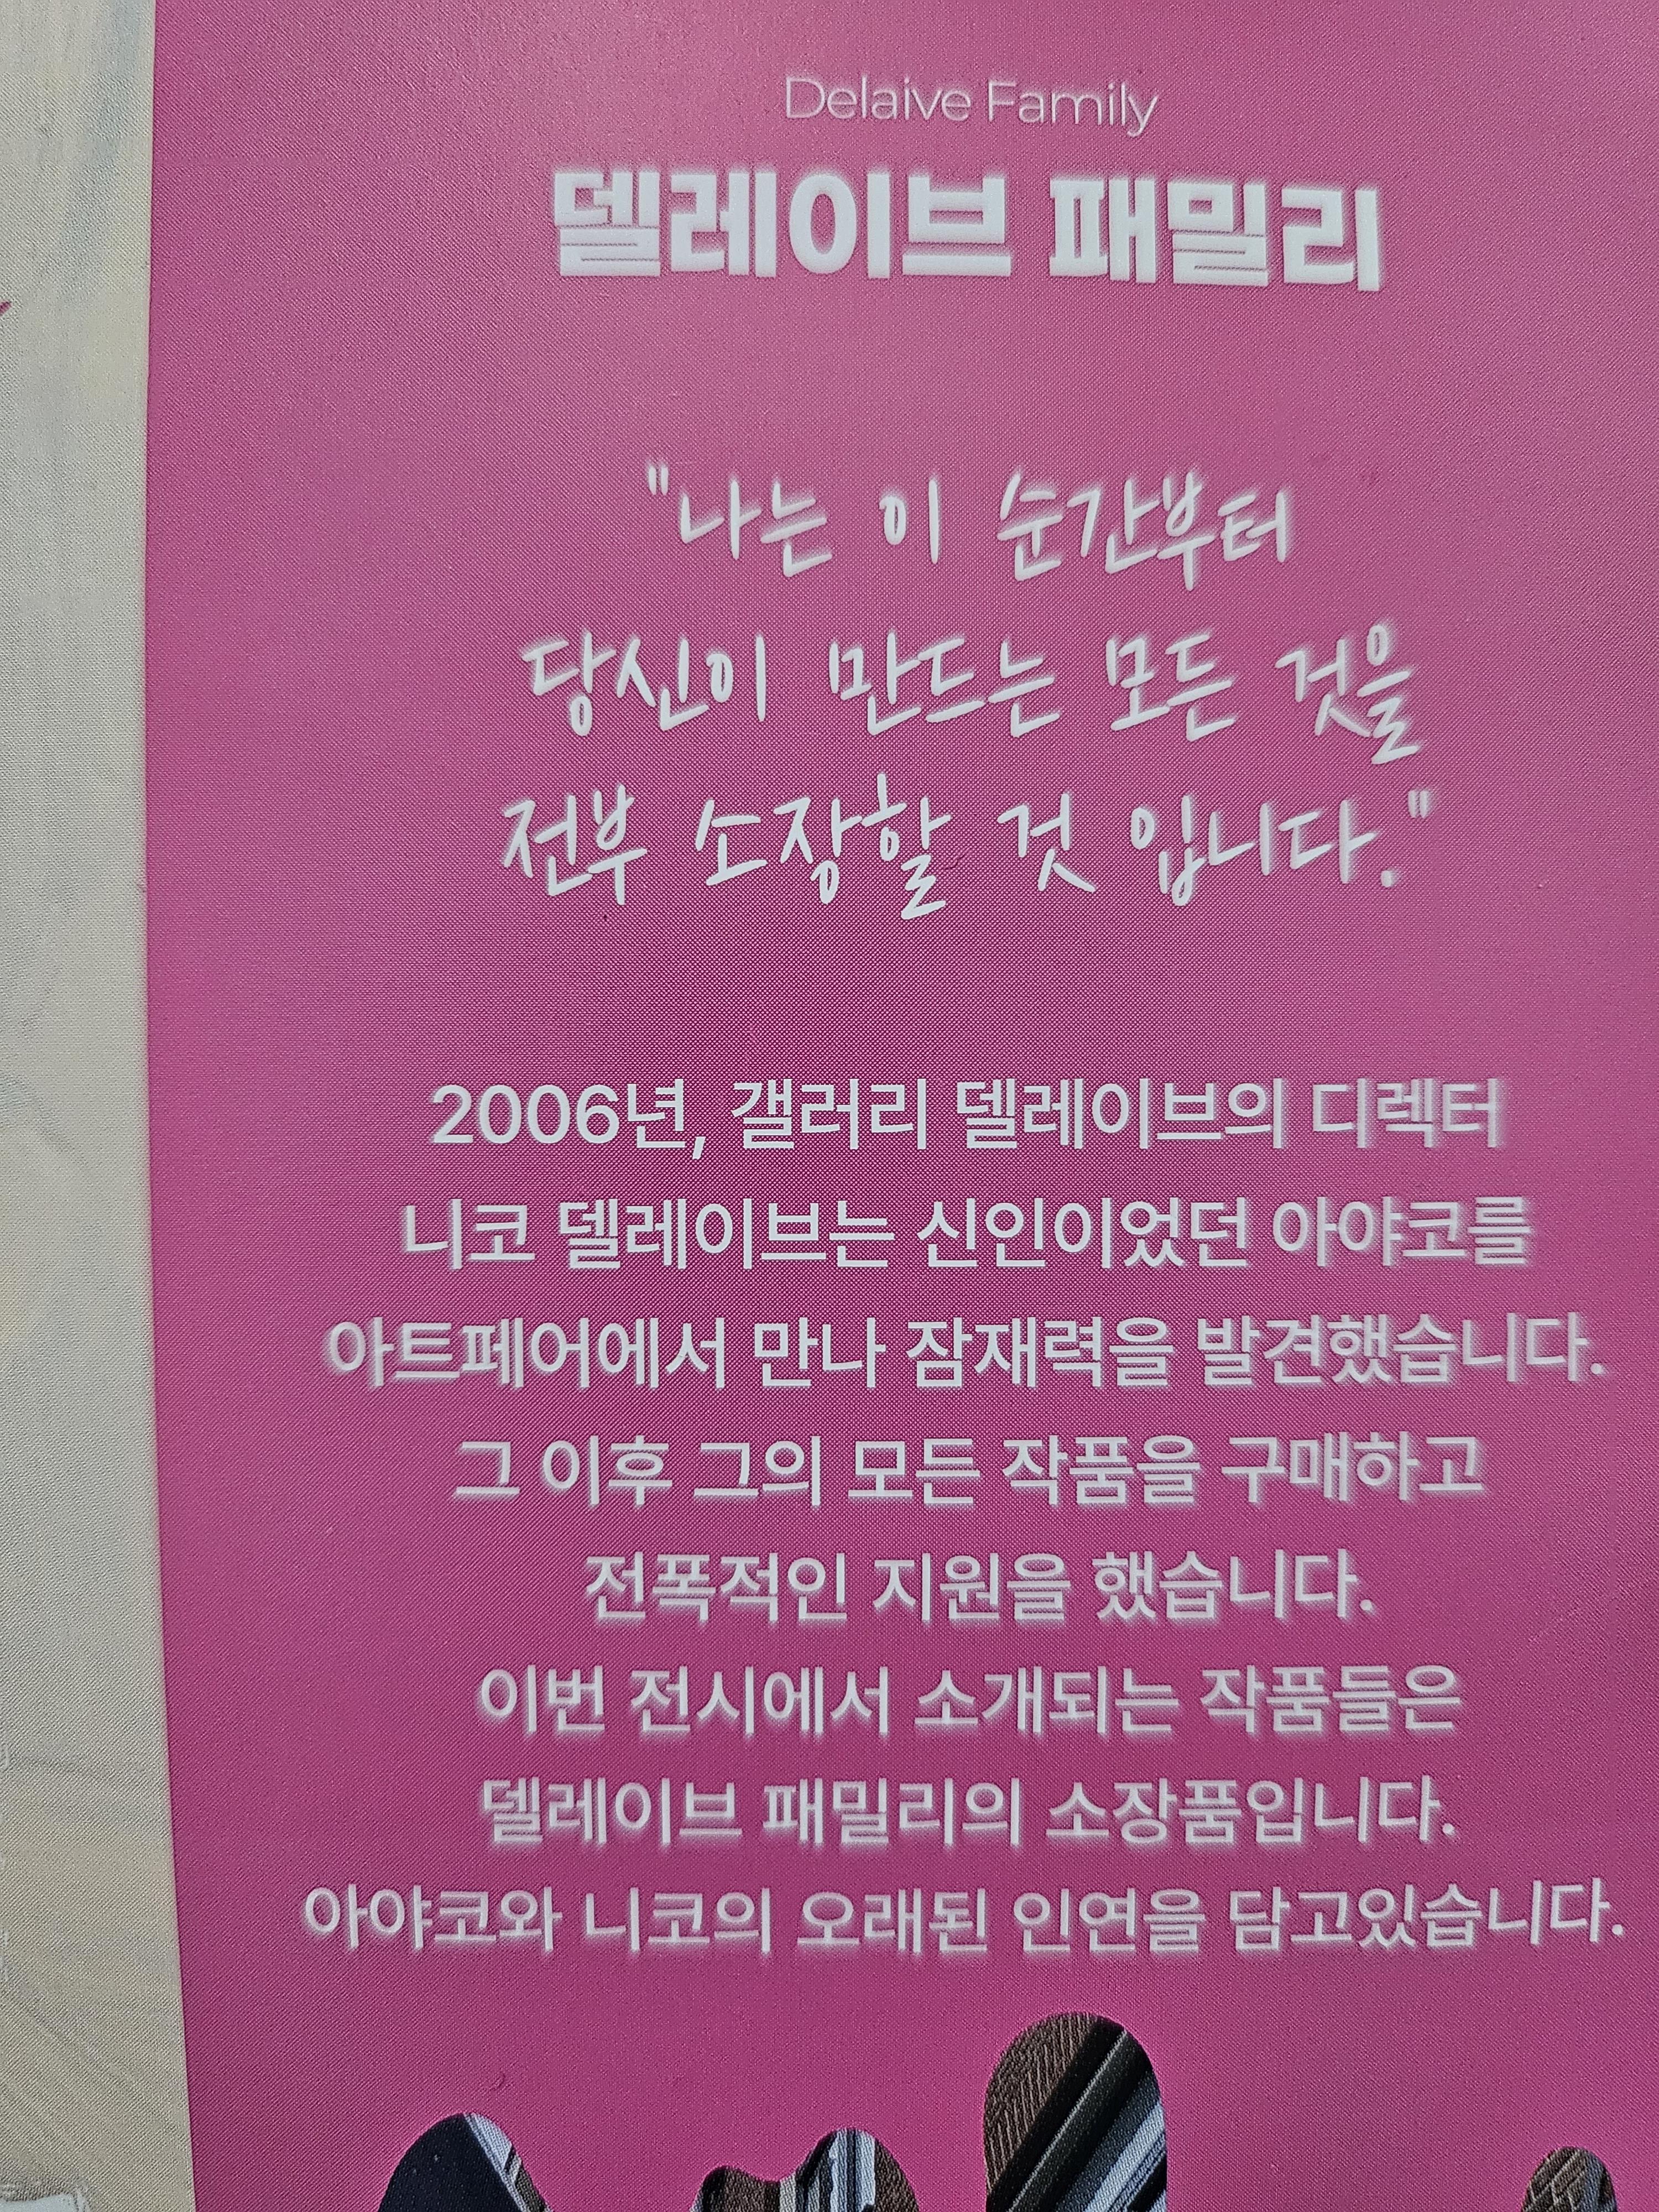 Delaive Family
델레이브 패밀리
"나는 이 순간부터
당신이 만드는 모든 것을
전부 소장할 것 입니다."
2006년, 갤러리 델레이브의 디렉터
니코 델레이브는 신인이었던 아야코를
아트페어에서 만나 잠재력을 발견했습니다.
그 이후 그의 모든 작품을 구매하고
전폭적인 지원을 했습니다.
이번 전시에서 소개되는 작품들은
델레이브 패밀리의 소장품입니다.
아야코와 니코의 오래된 인연을 담고있습니다.